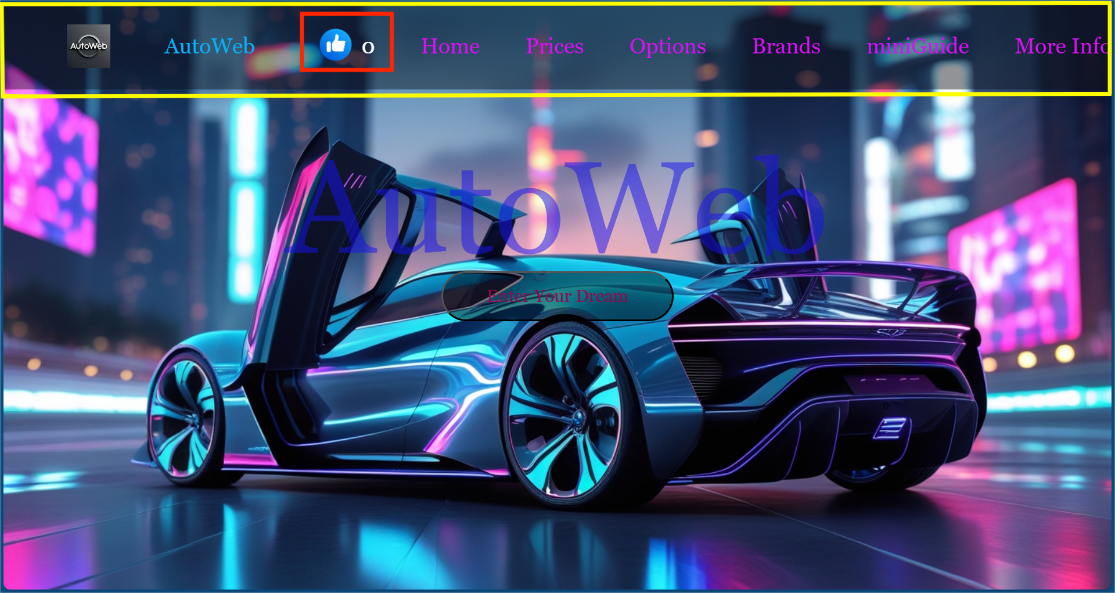 AutoWeb
AutoWeb
0
Home
Prices
Options
Brands
miniGuide
More Info
AutoWeb
Enter Your Dream